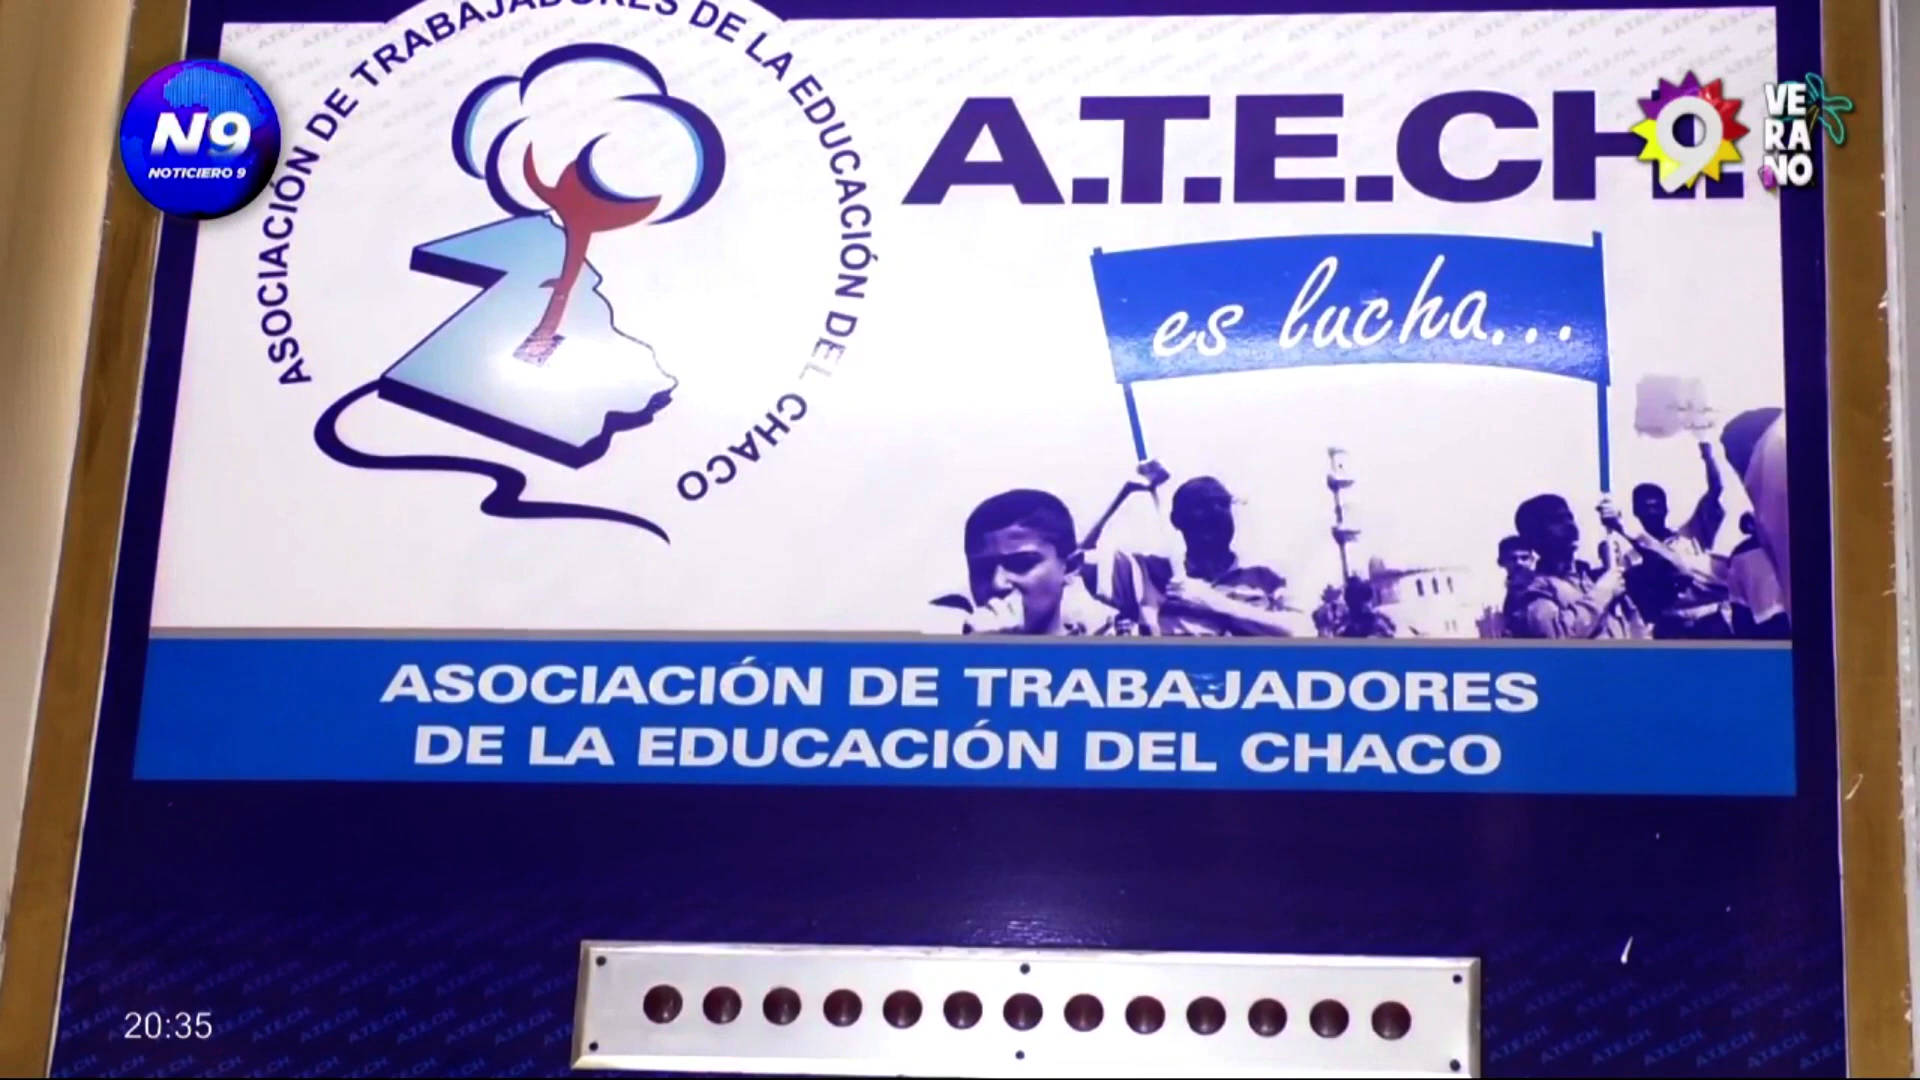 ASOCIACIÓN DE TRABAJADORES DE LA EDUCACIÓN DEL CHACO
N9
NOTICIERO 9
A.T.E.CH.
9
VE
RA
NO
es lucha...
ASOCIACIÓN DE TRABAJADORES
DE LA EDUCACIÓN DEL CHACO
20:35